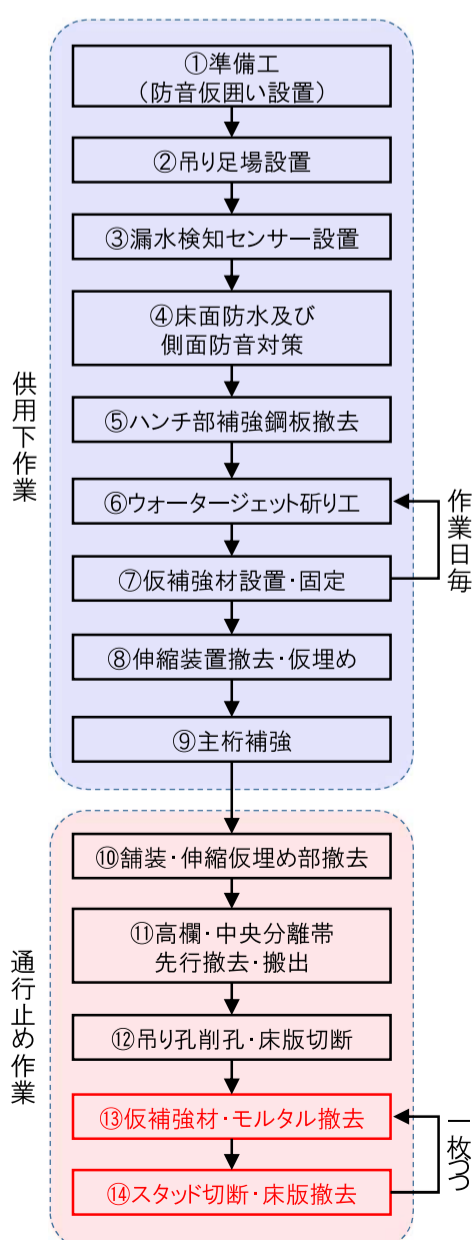 ①準備工
（防音仮囲い設置）
②吊り足場設置
③漏水検知センサー設置
④床面防水及び
側面防音対策
⑤ハンチ部補強鋼板撤去
⑥ウォータージェット斫り工
⑦仮補強材設置・固定
⑧伸縮装置撤去・仮埋め
⑨主桁補強
供用下作業
作業日毎
⑩舗装・伸縮仮埋め部撤去
⑪高欄・中央分離帯
先行撤去・搬出
⑫吊り孔削孔・床版切断
⑬仮補強材・モルタル撤去
⑭スタッド切断・床版撤去
通行止め作業
一枚づつ